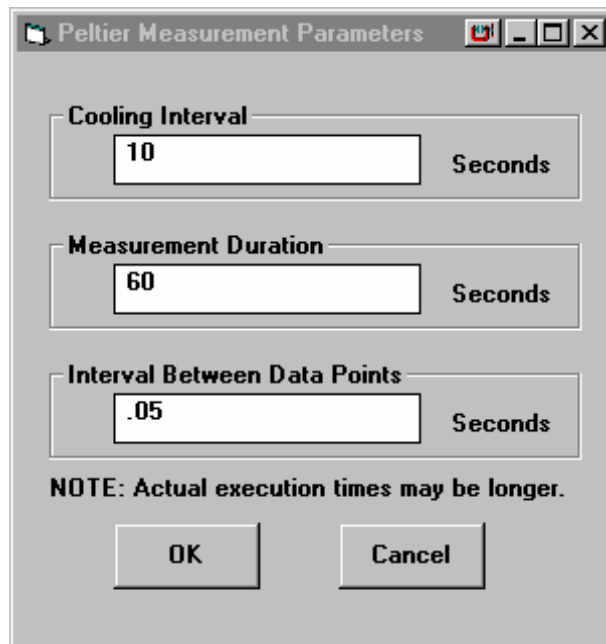 Peltier Measurement Parameters
Cooling Interval
10
Seconds
Measurement Duration
60
Seconds
Interval Between Data Points
.05
Seconds
NOTE: Actual execution times may be longer.
OK
Cancel